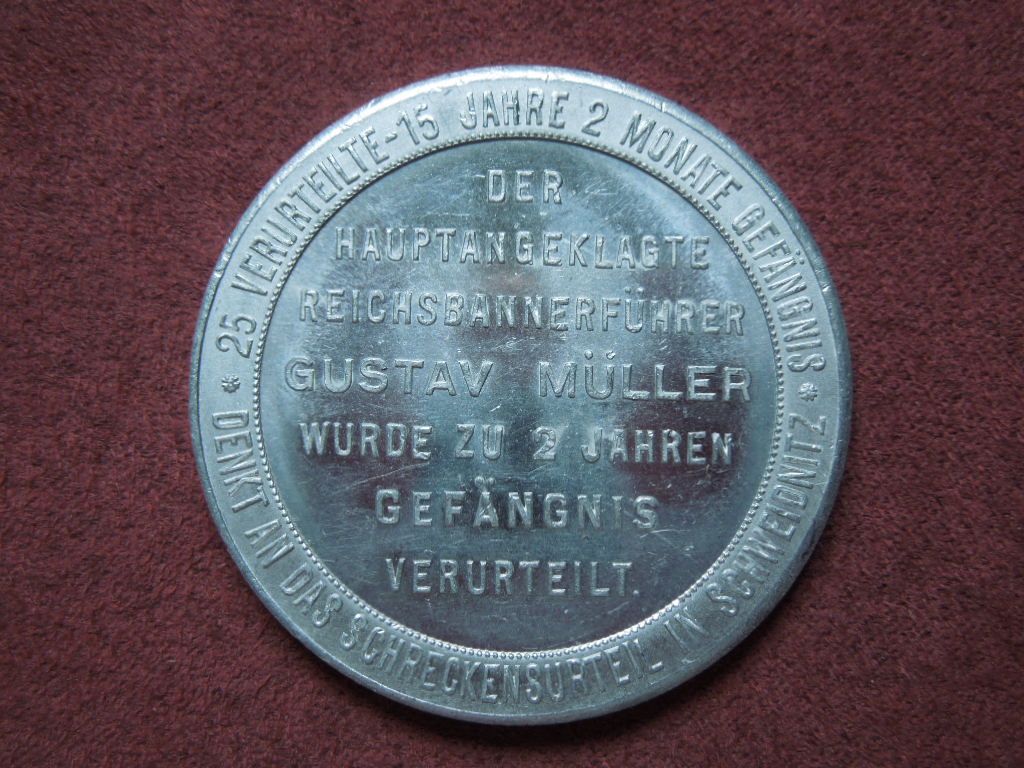 25 VERURTEILTE-15 JAHRE 2 MONATE GEFÄNGNIS
DENKT AN DAS SCHRECKENSURTEIL IN SCHWEIDNITZ
DER
HAUPTANGEKLAGTE
REICHSBANNERFÜHRER
GUSTAV MÜLLER
WURDE ZU 2 JAHREN
GEFÄNGNIS
VERURTEILT.